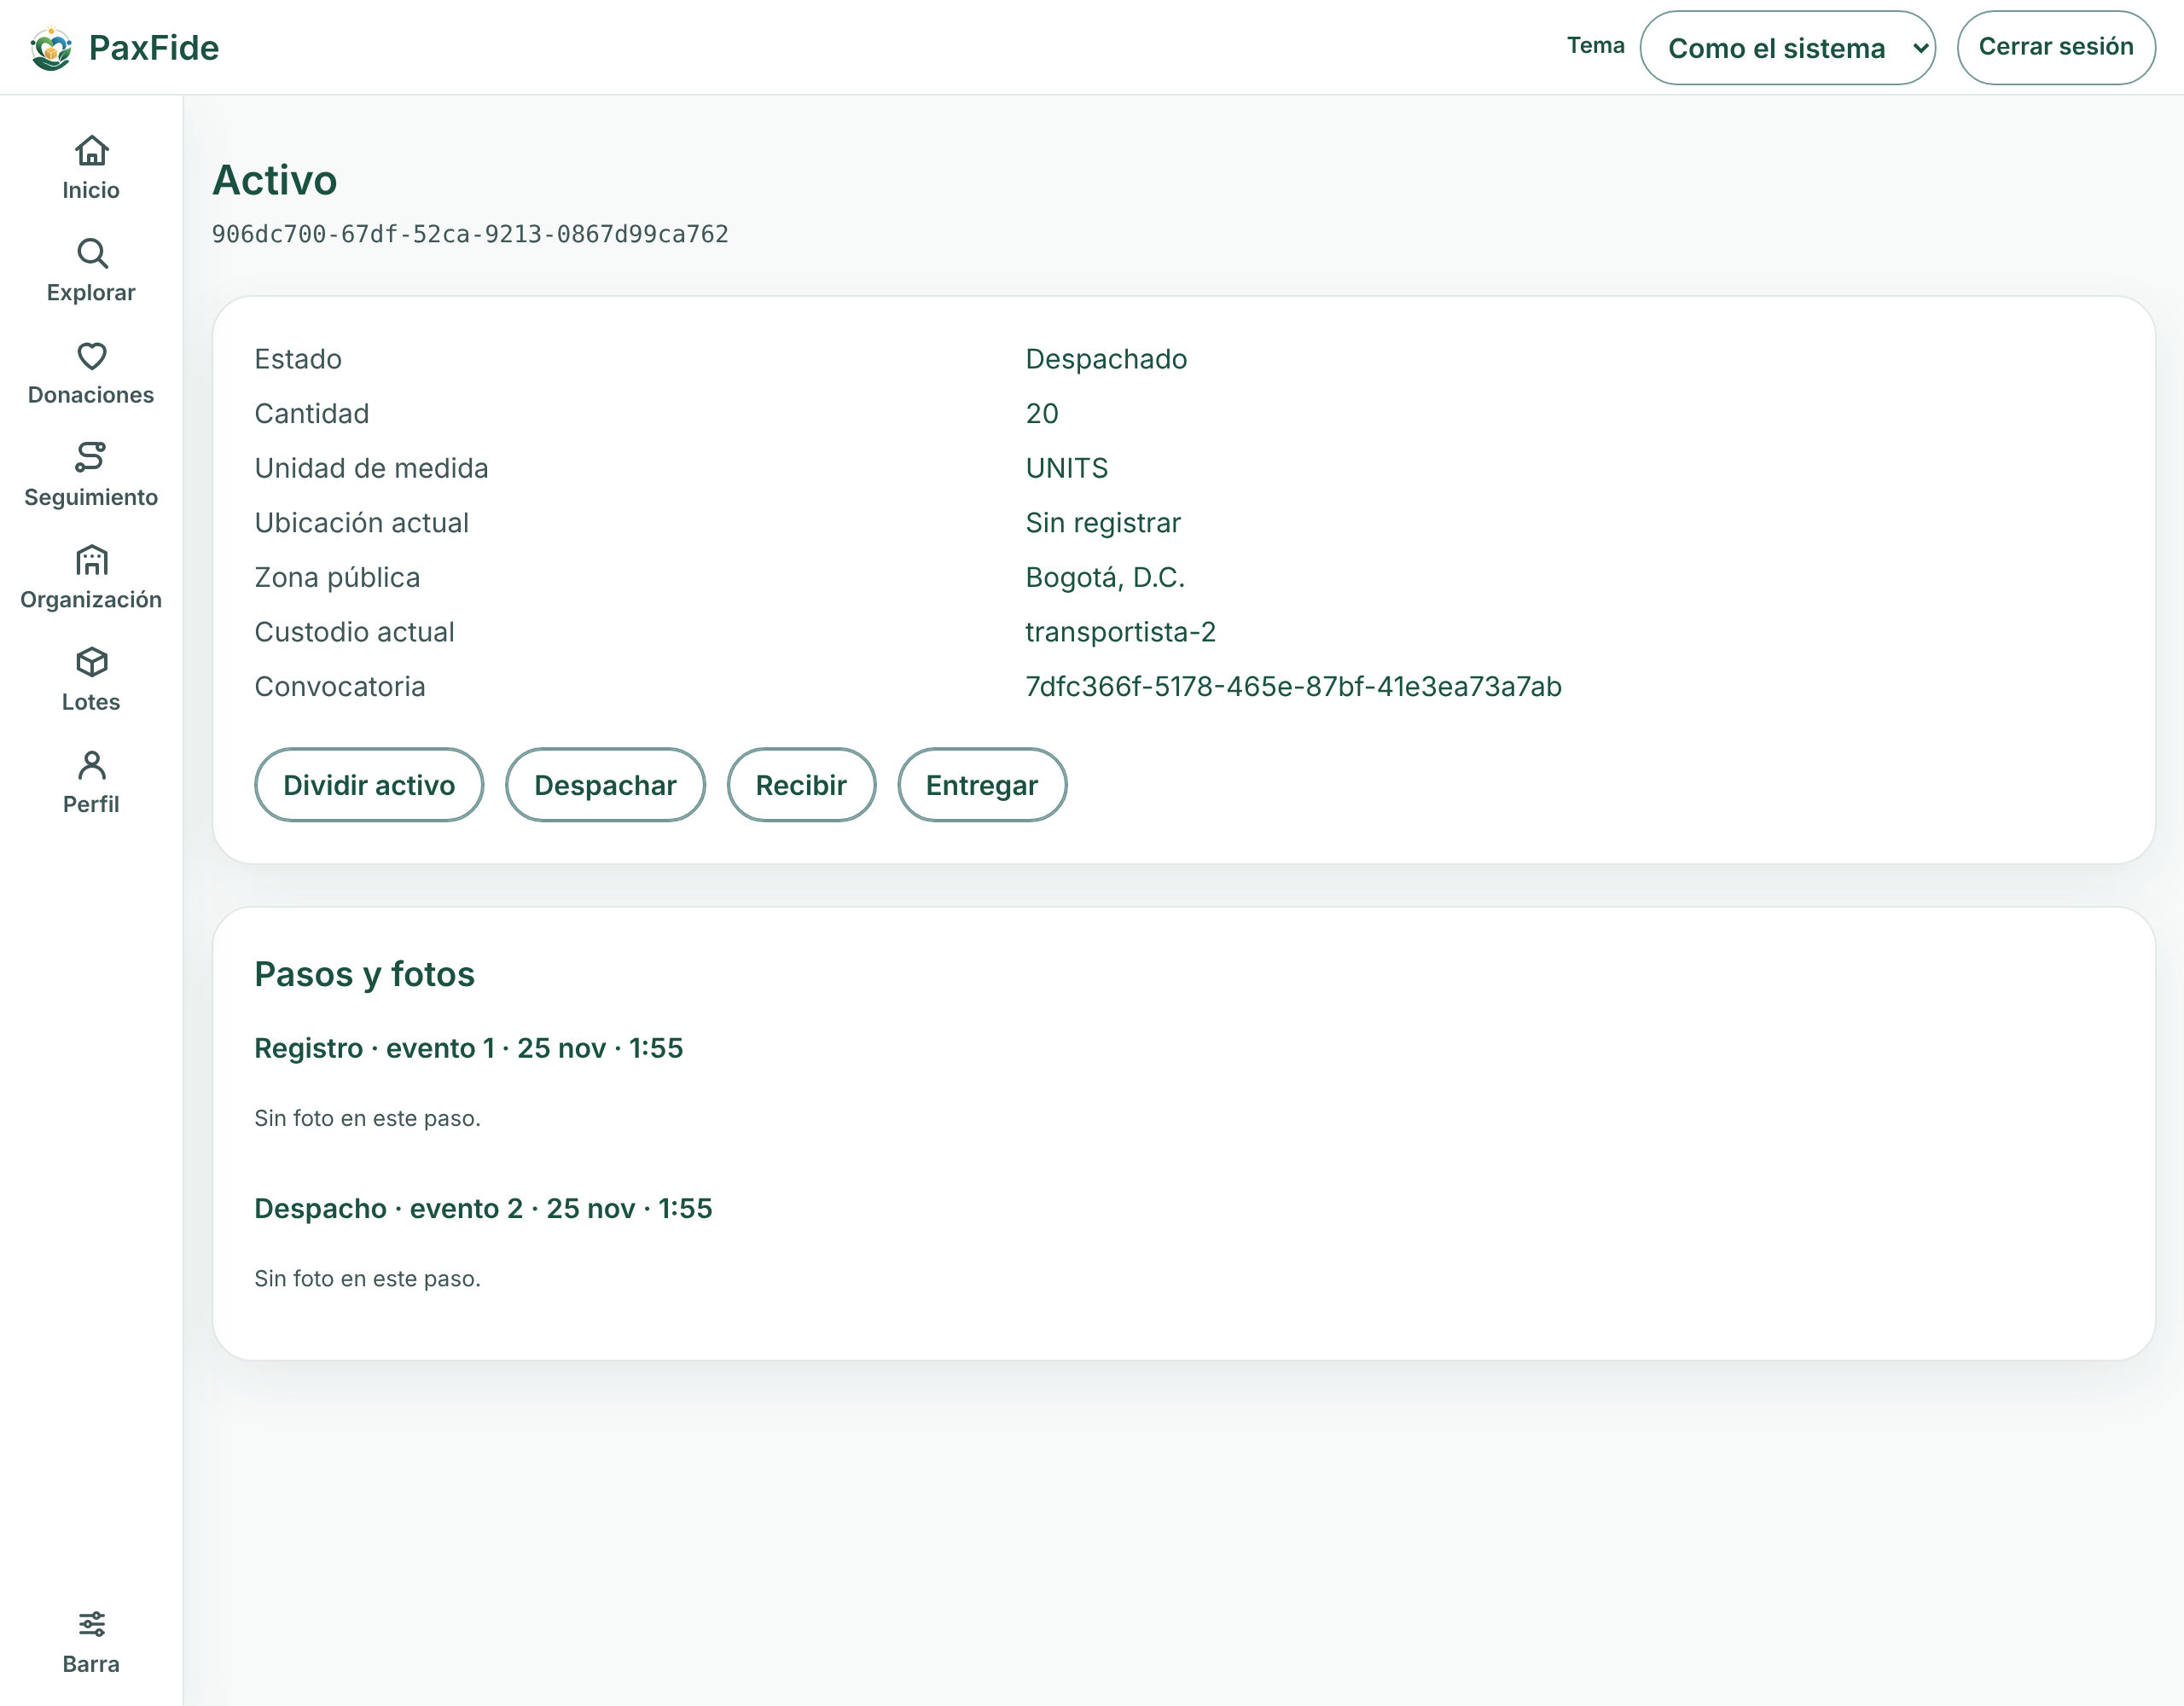 PaxFide
Tema
Como el sistema
Cerrar sesión
Inicio
Explorar
Donaciones
Seguimiento
Organización
Lotes
Perfil
Barra
Activo
906dc700-67df-52ca-9213-0867d99ca762
Estado Despachado
Cantidad 20
Unidad de medida UNITS
Ubicación actual Sin registrar
Zona pública Bogotá, D.C.
Custodio actual transportista-2
Convocatoria 7dfc366f-5178-465e-87bf-41e3ea73a7ab
Dividir activo Despachar Recibir Entregar
Pasos y fotos
Registro · evento 1 · 25 nov · 1:55
Sin foto en este paso.
Despacho · evento 2 · 25 nov · 1:55
Sin foto en este paso.